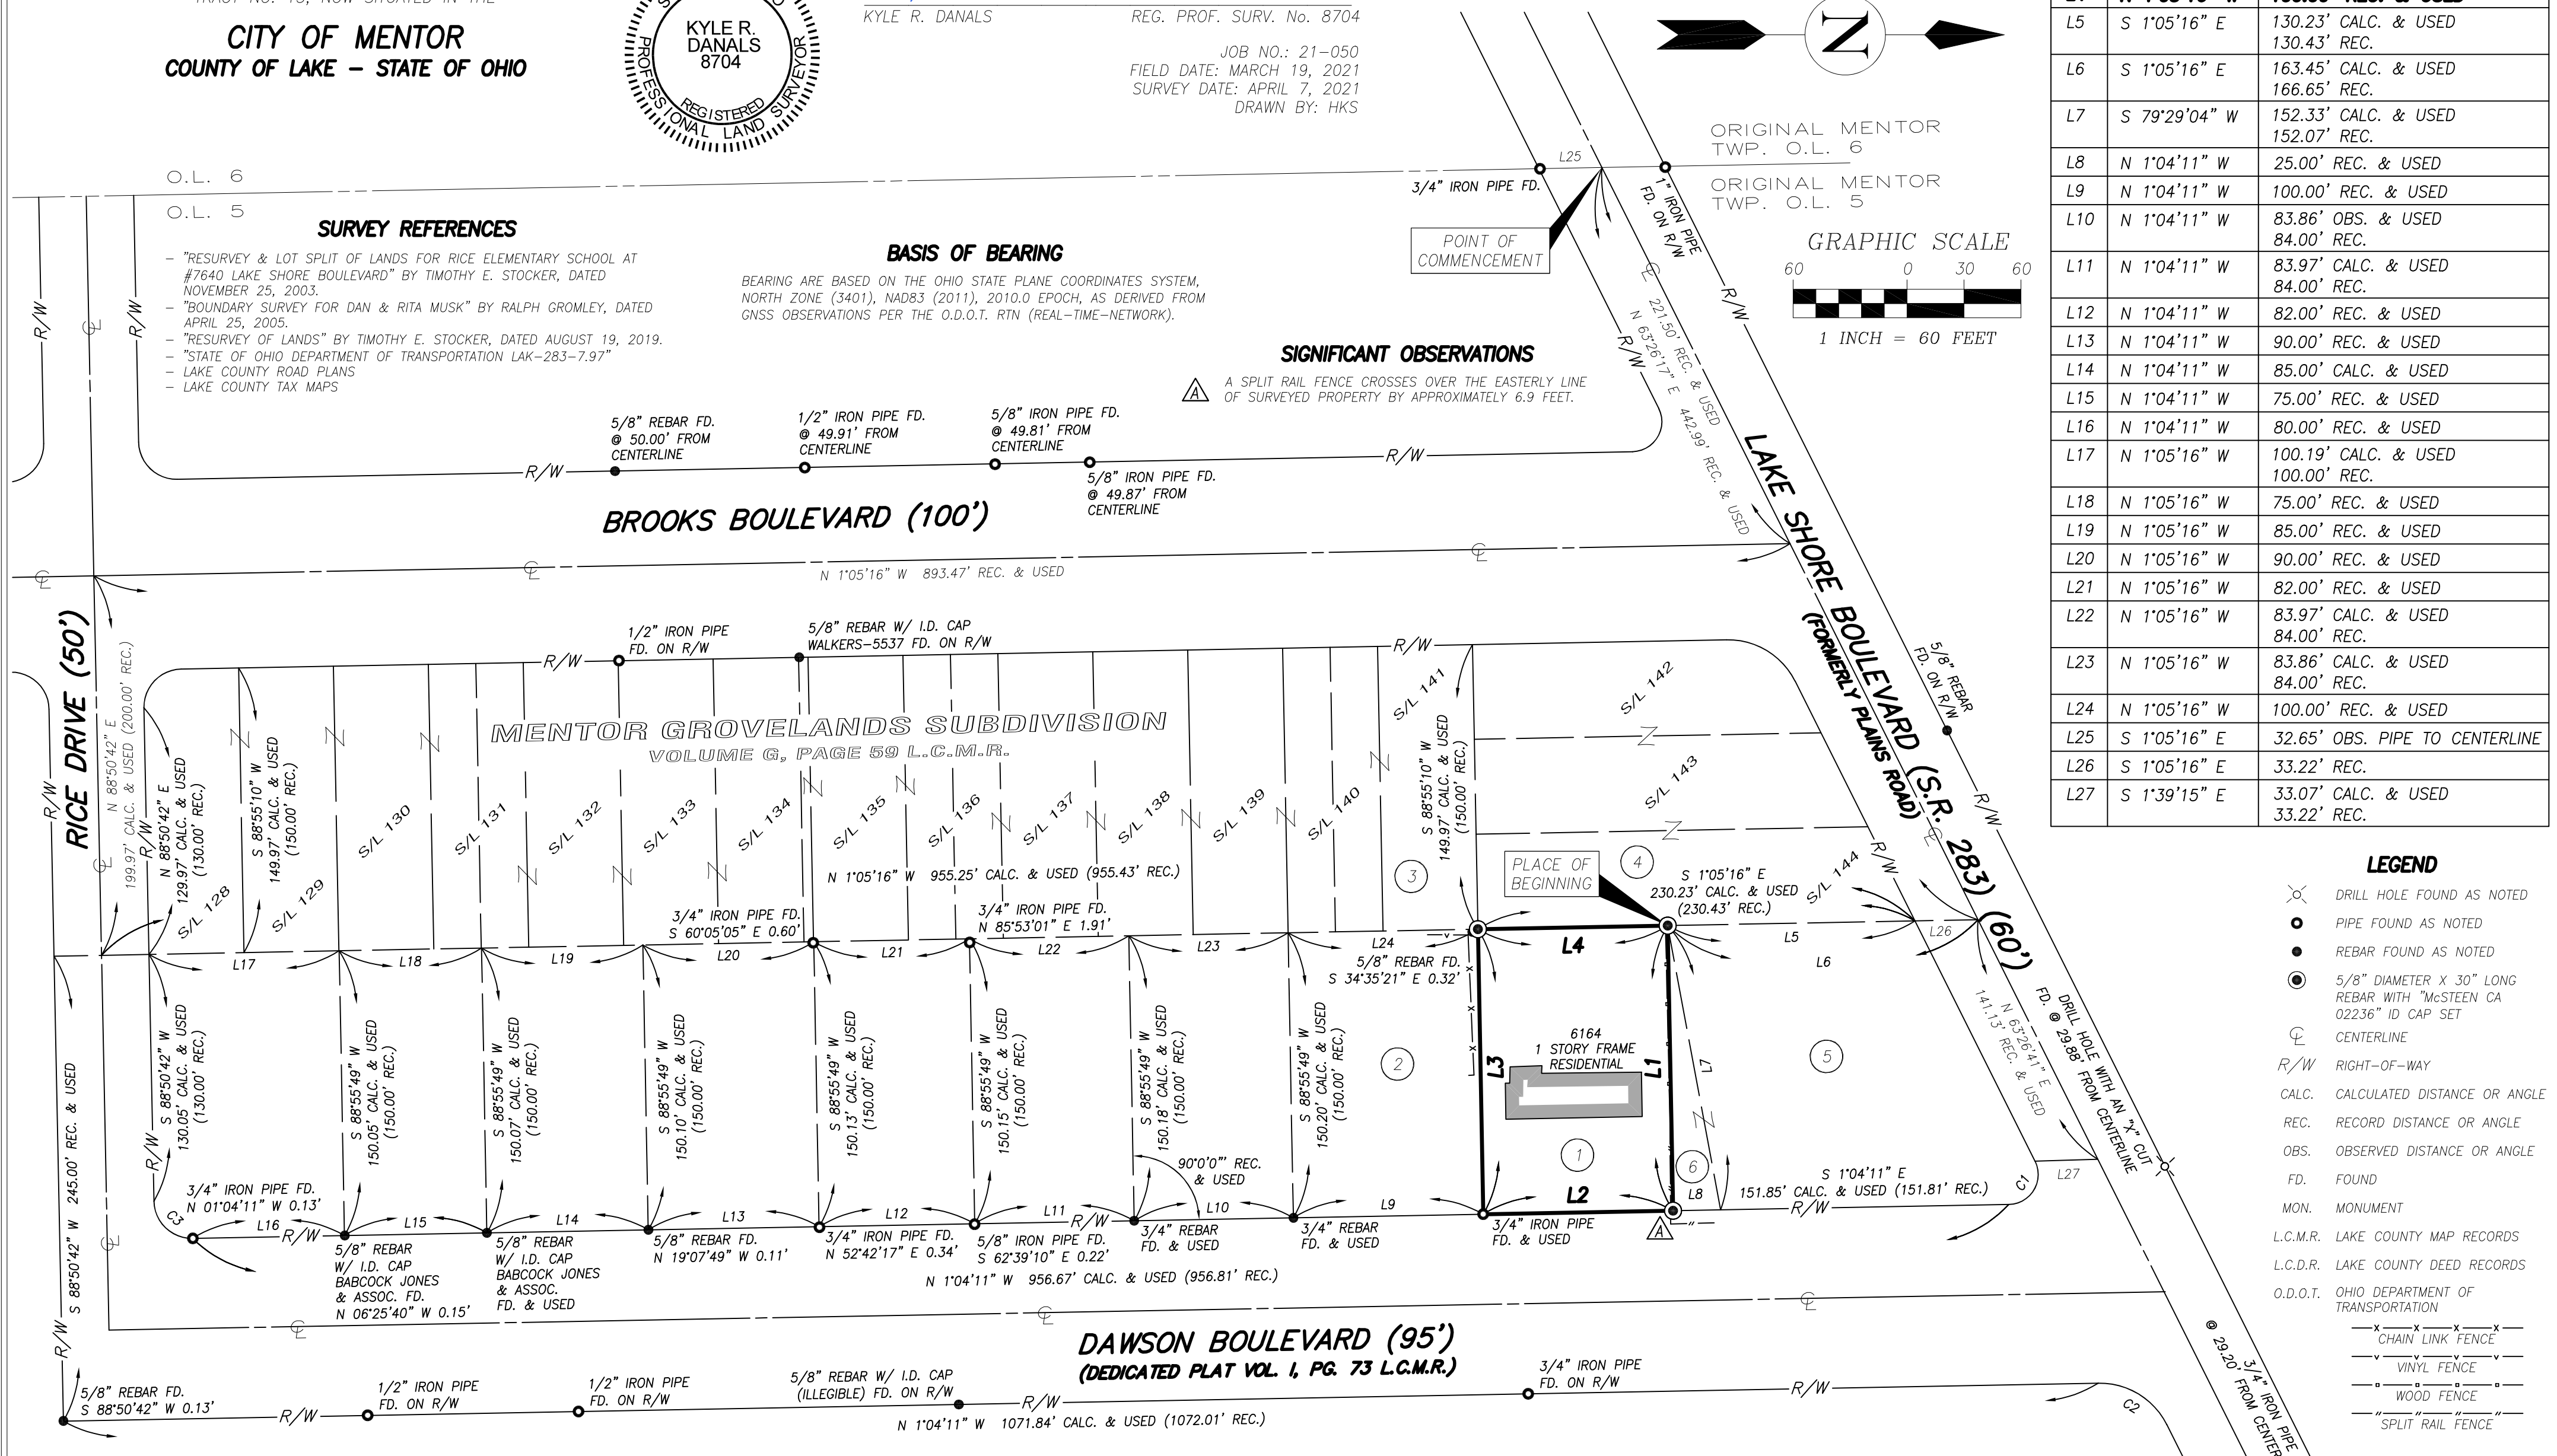 CITY OF MENTOR
COUNTY OF LAKE – STATE OF OHIO
KYLE R.
DANALS
8704
REGISTERED
PROFESSIONAL LAND SURVEYOR
KYLE R. DANALS
REG. PROF. SURV. No. 8704
JOB NO.: 21-050
FIELD DATE: MARCH 19, 2021
SURVEY DATE: APRIL 7, 2021
DRAWN BY: HKS
N
ORIGINAL MENTOR
TWP. O.L. 6
ORIGINAL MENTOR
TWP. O.L. 5
O.L. 6
O.L. 5
SURVEY REFERENCES
– "RESURVEY & LOT SPLIT OF LANDS FOR RICE ELEMENTARY SCHOOL AT
#7640 LAKE SHORE BOULEVARD" BY TIMOTHY E. STOCKER, DATED
NOVEMBER 25, 2003.
– "BOUNDARY SURVEY FOR DAN & RITA MUSK" BY RALPH GROMLEY, DATED
APRIL 25, 2005.
– "RESURVEY OF LANDS" BY TIMOTHY E. STOCKER, DATED AUGUST 19, 2019.
– "STATE OF OHIO DEPARTMENT OF TRANSPORTATION LAK-283-7.97"
– LAKE COUNTY ROAD PLANS
– LAKE COUNTY TAX MAPS
BASIS OF BEARING
BEARING ARE BASED ON THE OHIO STATE PLANE COORDINATES SYSTEM,
NORTH ZONE (3401), NAD83 (2011), 2010.0 EPOCH, AS DERIVED FROM
GNSS OBSERVATIONS PER THE O.D.O.T. RTN (REAL-TIME-NETWORK).
SIGNIFICANT OBSERVATIONS
A
A SPLIT RAIL FENCE CROSSES OVER THE EASTERLY LINE
OF SURVEYED PROPERTY BY APPROXIMATELY 6.9 FEET.
L25
3/4" IRON PIPE FD.
1" IRON PIPE
FD. ON R/W
POINT OF
COMMENCEMENT
GRAPHIC SCALE
60 0 30 60
1 INCH = 60 FEET
R/W
R/W
R/W
R/W
221.50' REC. & USED
N 63°26'17" E 442.99' REC. & USED
5/8" REBAR FD.
@ 50.00' FROM
CENTERLINE
1/2" IRON PIPE FD.
@ 49.91' FROM
CENTERLINE
5/8" IRON PIPE FD.
@ 49.81' FROM
CENTERLINE
5/8" IRON PIPE FD.
@ 49.87' FROM
CENTERLINE
R/W
R/W
BROOKS BOULEVARD (100')
N 1°05'16" W 893.47' REC. & USED
LAKE SHORE BOULEVARD (S.R. 283) (60')
(FORMERLY PLAINS ROAD)
5/8" REBAR
FD. ON R/W
R/W
R/W
RICE DRIVE (50')
R/W
N 88°50'42" E
199.97' CALC. & USED (200.00' REC.)
R/W
N 88°50'42" E
129.97' CALC. & USED
(130.00' REC.)
S 88°55'10" W
149.97' CALC. & USED
(150.00' REC.)
R/W
1/2" IRON PIPE
FD. ON R/W
5/8" REBAR W/ I.D. CAP
WALKERS-5537 FD. ON R/W
R/W
MENTOR GROVELANDS SUBDIVISION
VOLUME G, PAGE 59 L.C.M.R.
S/L 128
S/L 129
S/L 130
S/L 131
S/L 132
S/L 133
S/L 134
S/L 135
S/L 136
S/L 137
S/L 138
S/L 139
S/L 140
S/L 141
S/L 142
S/L 143
S/L 144
S 88°55'10" W
149.97' CALC. & USED
(150.00' REC.)
N 1°05'16" W 955.25' CALC. & USED (955.43' REC.)
3/4" IRON PIPE FD.
S 60°05'05" E 0.60'
3/4" IRON PIPE FD.
N 85°53'01" E 1.91'
3
PLACE OF
BEGINNING
4
S 1°05'16" E
230.23' CALC. & USED
(230.43' REC.)
L17
L18
L19
L20
L21
L22
L23
L24
L4
L5
L26
L6
5/8" REBAR FD.
S 34°35'21" E 0.32'
S 88°50'42" W 245.00' REC. & USED
R/W
S 88°50'42" W
130.05' CALC. & USED
(130.00' REC.)
S 88°55'49" W
150.05' CALC. & USED
(150.00' REC.)
S 88°55'49" W
150.07' CALC. & USED
(150.00' REC.)
S 88°55'49" W
150.10' CALC. & USED
(150.00' REC.)
S 88°55'49" W
150.13' CALC. & USED
(150.00' REC.)
S 88°55'49" W
150.15' CALC. & USED
(150.00' REC.)
S 88°55'49" W
150.18' CALC. & USED
(150.00' REC.)
S 88°55'49" W
150.20' CALC. & USED
(150.00' REC.)
90°0'0"' REC.
& USED
2
L3
6164
1 STORY FRAME
RESIDENTIAL
L1
L7
5
1
6
L2
L8
S 1°04'11" E
151.85' CALC. & USED (151.81' REC.)
R/W
C1
L27
N 63°26'41" E
141.13' REC. & USED
DRILL HOLE WITH AN "X" CUT
FD. @ 29.88' FROM CENTERLINE
3/4" IRON PIPE FD.
N 01°04'11" W 0.13'
C3
L16
R/W
L15
L14
L13
L12
L11
R/W
L10
L9
5/8" REBAR
W/ I.D. CAP
BABCOCK JONES
& ASSOC. FD.
N 06°25'40" W 0.15'
5/8" REBAR
W/ I.D. CAP
BABCOCK JONES
& ASSOC.
FD. & USED
5/8" REBAR FD.
N 19°07'49" W 0.11'
3/4" IRON PIPE FD.
N 52°42'17" E 0.34'
5/8" IRON PIPE FD.
S 62°39'10" E 0.22'
3/4" REBAR
FD. & USED
3/4" REBAR
FD. & USED
3/4" IRON PIPE
FD. & USED
A
N 1°04'11" W 956.67' CALC. & USED (956.81' REC.)
DAWSON BOULEVARD (95')
(DEDICATED PLAT VOL. I, PG. 73 L.C.M.R.)
R/W
5/8" REBAR FD.
S 88°50'42" W 0.13'
R/W
1/2" IRON PIPE
FD. ON R/W
1/2" IRON PIPE
FD. ON R/W
5/8" REBAR W/ I.D. CAP
(ILLEGIBLE) FD. ON R/W
R/W
3/4" IRON PIPE
FD. ON R/W
R/W
C2
N 1°04'11" W 1071.84' CALC. & USED (1072.01' REC.)
3/4" IRON PIPE
@ 29.20' FROM
L5 S 1°05'16" E 130.23' CALC. & USED
130.43' REC.
L6 S 1°05'16" E 163.45' CALC. & USED
166.65' REC.
L7 S 79°29'04" W 152.33' CALC. & USED
152.07' REC.
L8 N 1°04'11" W 25.00' REC. & USED
L9 N 1°04'11" W 100.00' REC. & USED
L10 N 1°04'11" W 83.86' OBS. & USED
84.00' REC.
L11 N 1°04'11" W 83.97' CALC. & USED
84.00' REC.
L12 N 1°04'11" W 82.00' REC. & USED
L13 N 1°04'11" W 90.00' REC. & USED
L14 N 1°04'11" W 85.00' CALC. & USED
L15 N 1°04'11" W 75.00' REC. & USED
L16 N 1°04'11" W 80.00' REC. & USED
L17 N 1°05'16" W 100.19' CALC. & USED
100.00' REC.
L18 N 1°05'16" W 75.00' REC. & USED
L19 N 1°05'16" W 85.00' REC. & USED
L20 N 1°05'16" W 90.00' REC. & USED
L21 N 1°05'16" W 82.00' REC. & USED
L22 N 1°05'16" W 83.97' CALC. & USED
84.00' REC.
L23 N 1°05'16" W 83.86' CALC. & USED
84.00' REC.
L24 N 1°05'16" W 100.00' REC. & USED
L25 S 1°05'16" E 32.65' OBS. PIPE TO CENTERLINE
L26 S 1°05'16" E 33.22' REC.
L27 S 1°39'15" E 33.07' CALC. & USED
33.22' REC.
LEGEND
DRILL HOLE FOUND AS NOTED
PIPE FOUND AS NOTED
REBAR FOUND AS NOTED
5/8" DIAMETER X 30" LONG
REBAR WITH "McSTEEN CA
02236" ID CAP SET
CENTERLINE
R/W RIGHT-OF-WAY
CALC. CALCULATED DISTANCE OR ANGLE
REC. RECORD DISTANCE OR ANGLE
OBS. OBSERVED DISTANCE OR ANGLE
FD. FOUND
MON. MONUMENT
L.C.M.R. LAKE COUNTY MAP RECORDS
L.C.D.R. LAKE COUNTY DEED RECORDS
O.D.O.T. OHIO DEPARTMENT OF
TRANSPORTATION
CHAIN LINK FENCE
VINYL FENCE
WOOD FENCE
SPLIT RAIL FENCE